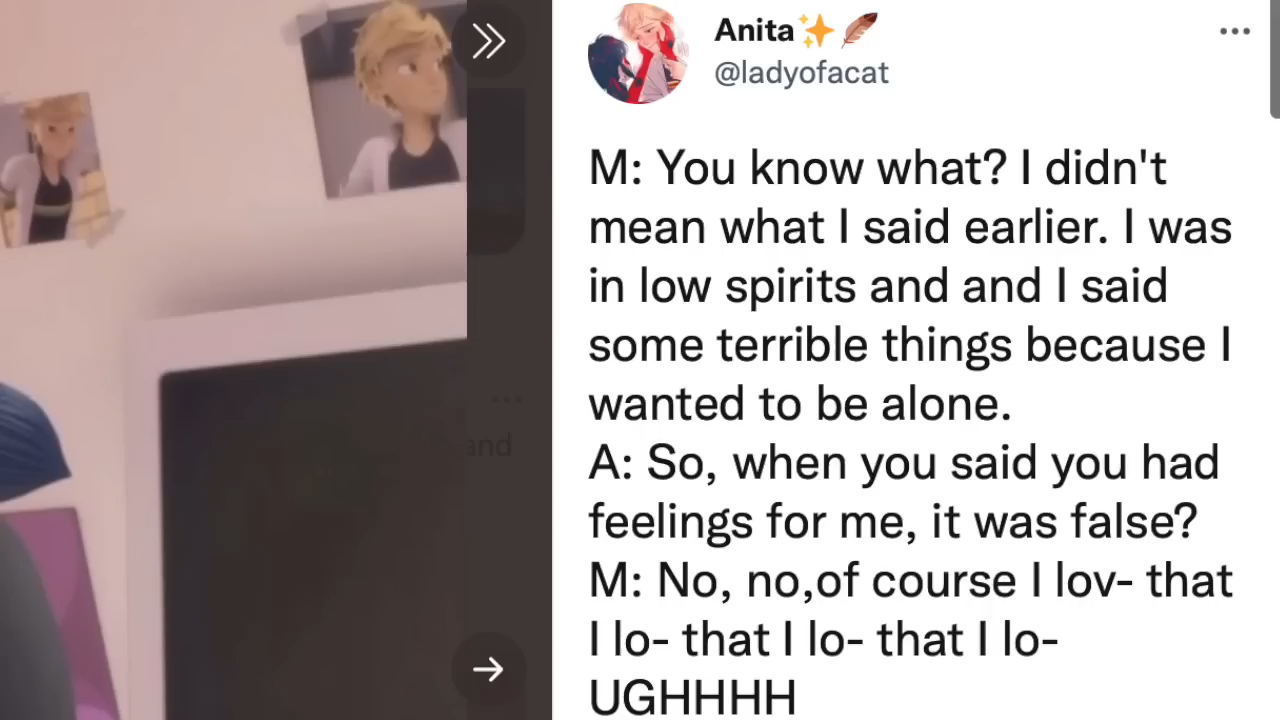 Anita✨🪶
@ladyofacat
M: You know what? I didn't
mean what I said earlier. I was
in low spirits and and I said
some terrible things because I
wanted to be alone.
A: So, when you said you had
feelings for me, it was false?
M: No, no,of course I lov- that
I lo- that I lo- that I lo-
UGHHHH
and